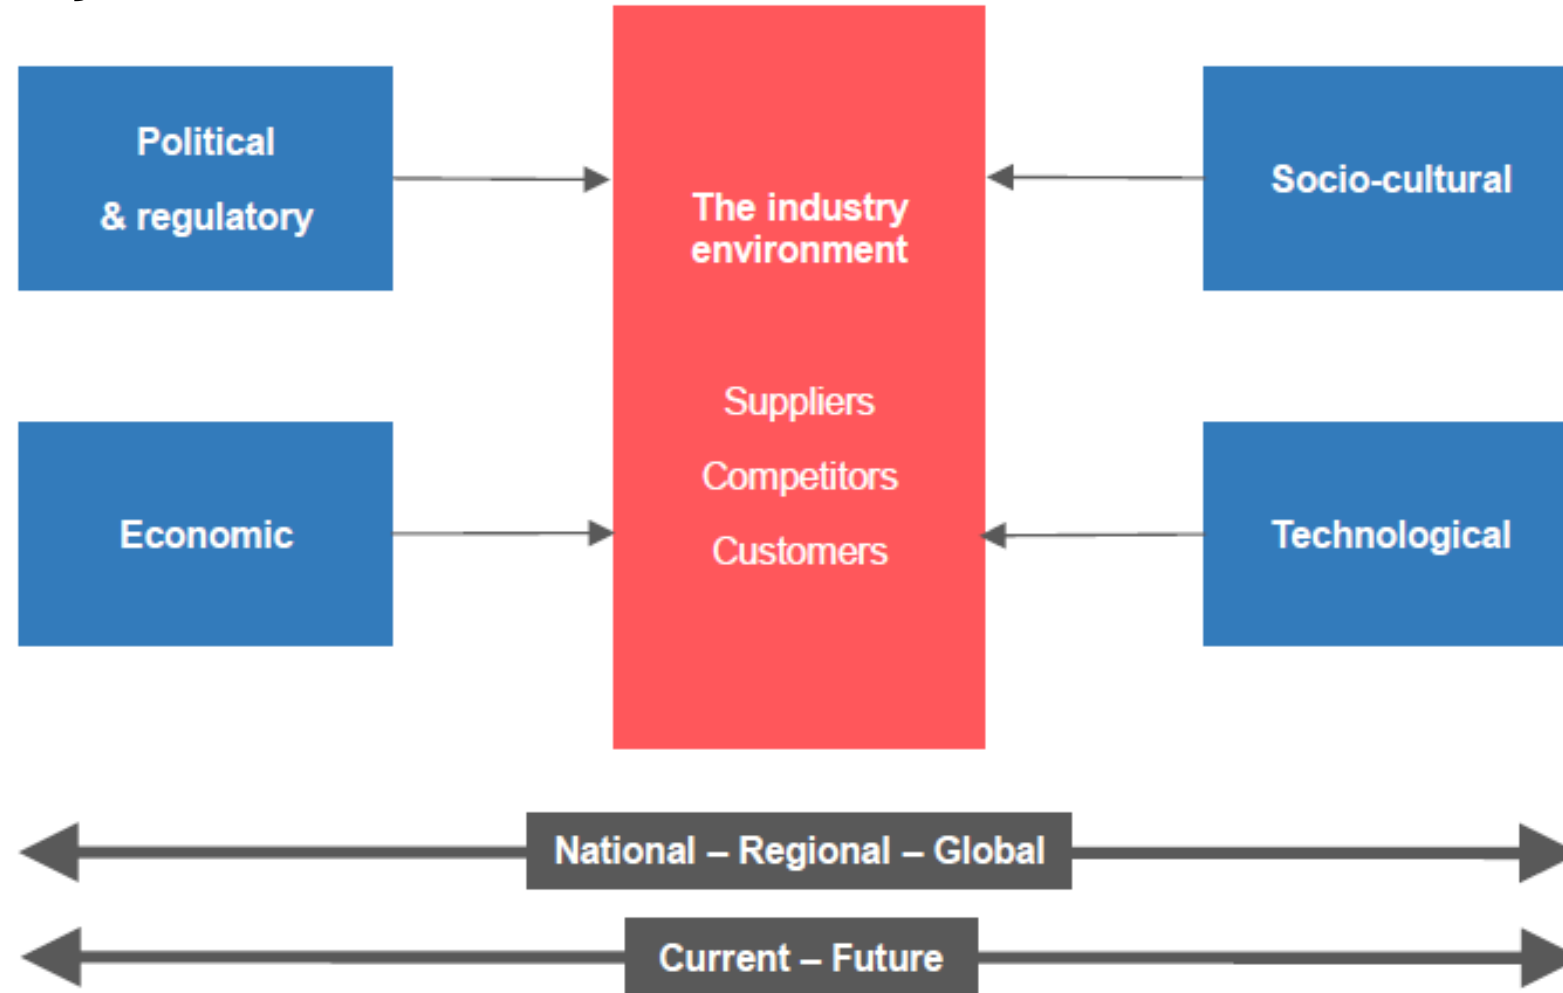 Political
& regulatory
The industry
environment
Socio-cultural
Suppliers
Competitors
Customers
Economic
Technological
National – Regional – Global
Current – Future